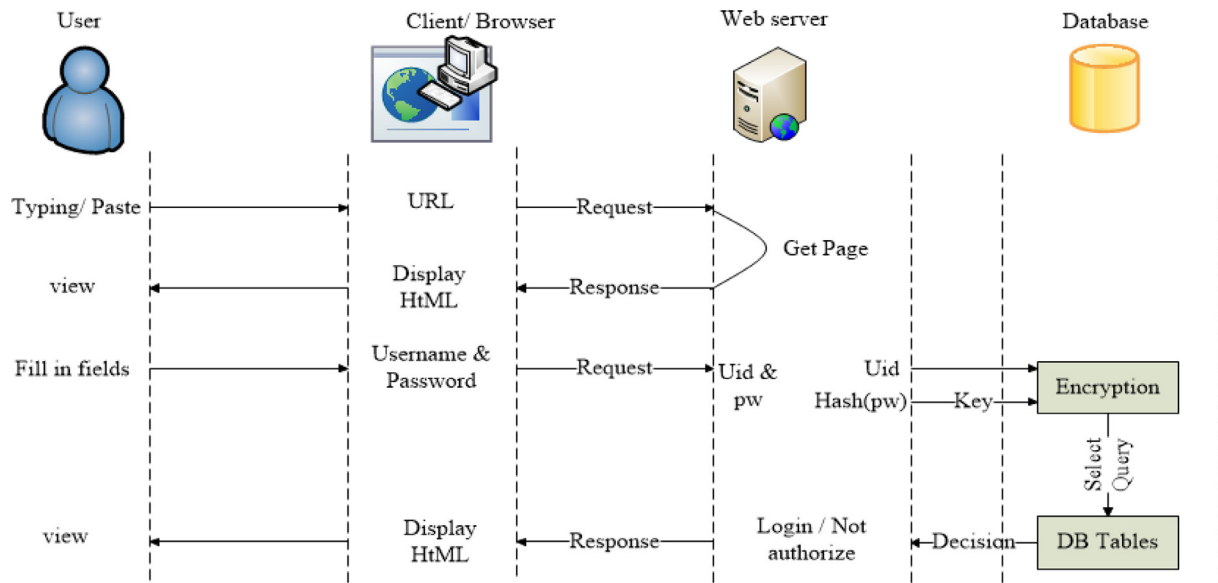 User
Client/ Browser
Web server
Database
Typing/ Paste
URL
Request
Get Page
view
Display
HtML
Response
Fill in fields
Username &
Password
Request
Uid &
pw
Uid
Hash(pw)
Key
Encryption
Select
Query
view
Display
HtML
Response
Login / Not
authorize
Decision
DB Tables